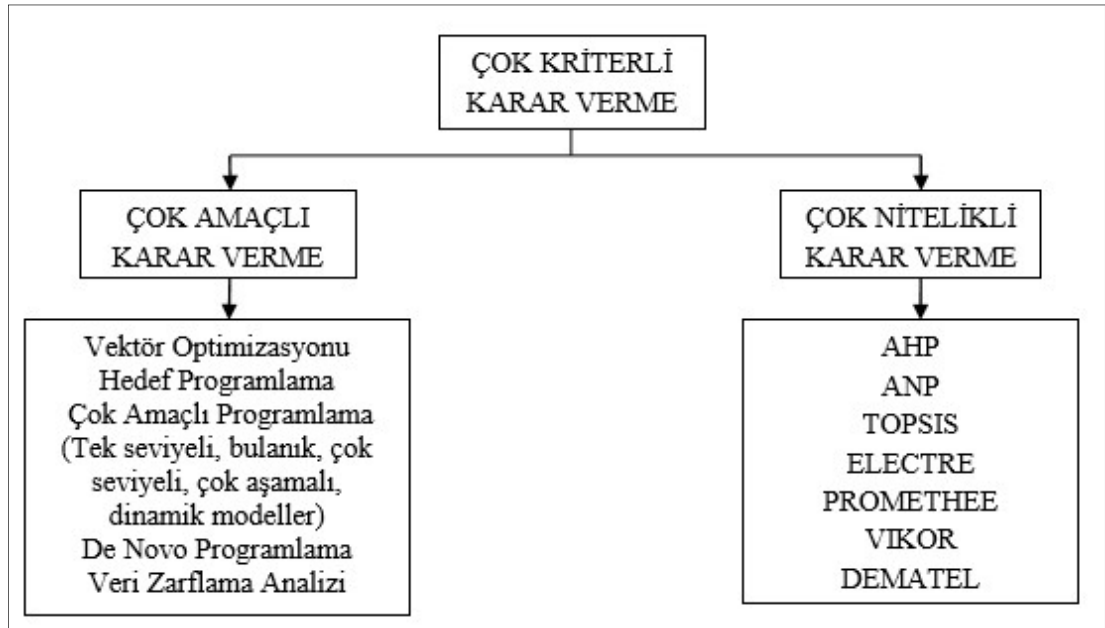 ÇOK KRİTERLİ
KARAR VERME
ÇOK AMAÇLI
KARAR VERME
ÇOK NİTELİKLİ
KARAR VERME
Vektör Optimizasyonu
Hedef Programlama
Çok Amaçlı Programlama
(Tek seviyeli, bulanık, çok
seviyeli, çok aşamalı,
dinamik modeller)
De Novo Programlama
Veri Zarflama Analizi
AHP
ANP
TOPSIS
ELECTRE
PROMETHEE
VIKOR
DEMATEL